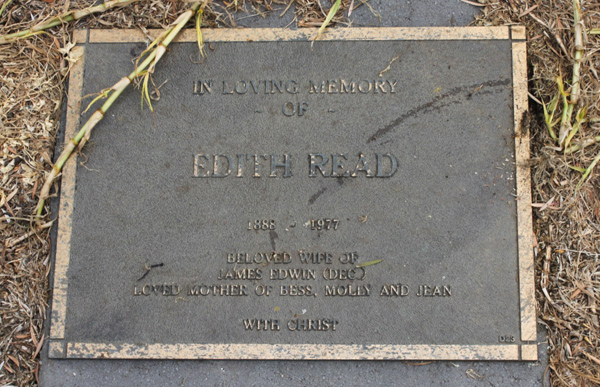 IN LOVING MEMORY
- OF -
EDITH READ
1888 - 1977
BELOVED WIFE OF
JAMES EDWIN (DEC.)
LOVED MOTHER OF BESS, MOLLY AND JEAN
WITH CHRIST